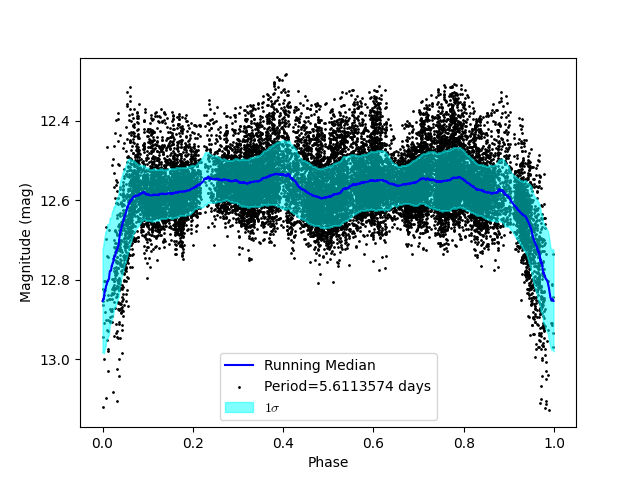 12.4
12.6
12.8
13.0
Magnitude (mag)
Running Median
Period=5.6113574 days
1σ
0.0 0.2 0.4 0.6 0.8 1.0
Phase